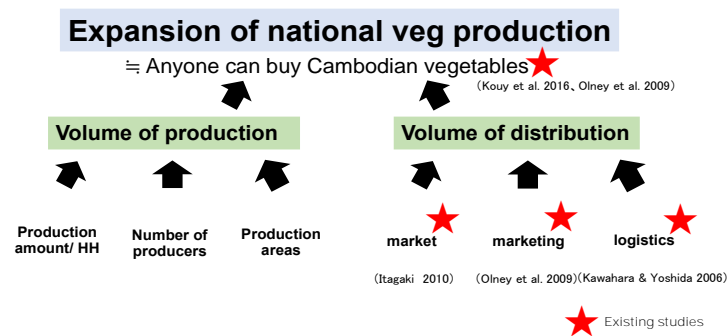 Expansion of national veg production
≒ Anyone can buy Cambodian vegetables
(Kouy et al. 2016、Olney et al. 2009)
Volume of production
Volume of distribution
Production
amount/ HH
Number of
producers
Production
areas
market
marketing
logistics
(Itagaki 2010)
(Olney et al. 2009)
(Kawahara & Yoshida 2006)
Existing studies